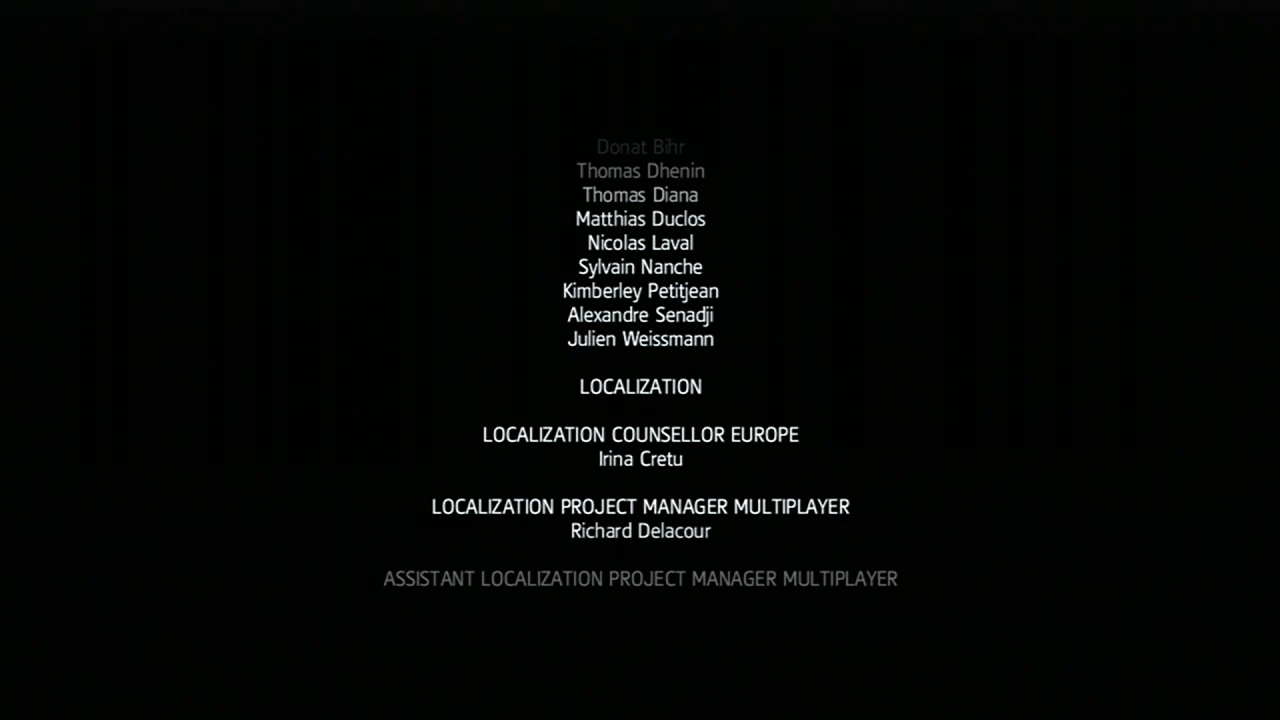 Donat Bihr
Thomas Dhenin
Thomas Diana
Matthias Duclos
Nicolas Laval
Sylvain Nanche
Kimberley Petitjean
Alexandre Senadji
Julien Weissmann
LOCALIZATION
LOCALIZATION COUNSELLOR EUROPE
Irina Cretu
LOCALIZATION PROJECT MANAGER MULTIPLAYER
Richard Delacour
ASSISTANT LOCALIZATION PROJECT MANAGER MULTIPLAYER